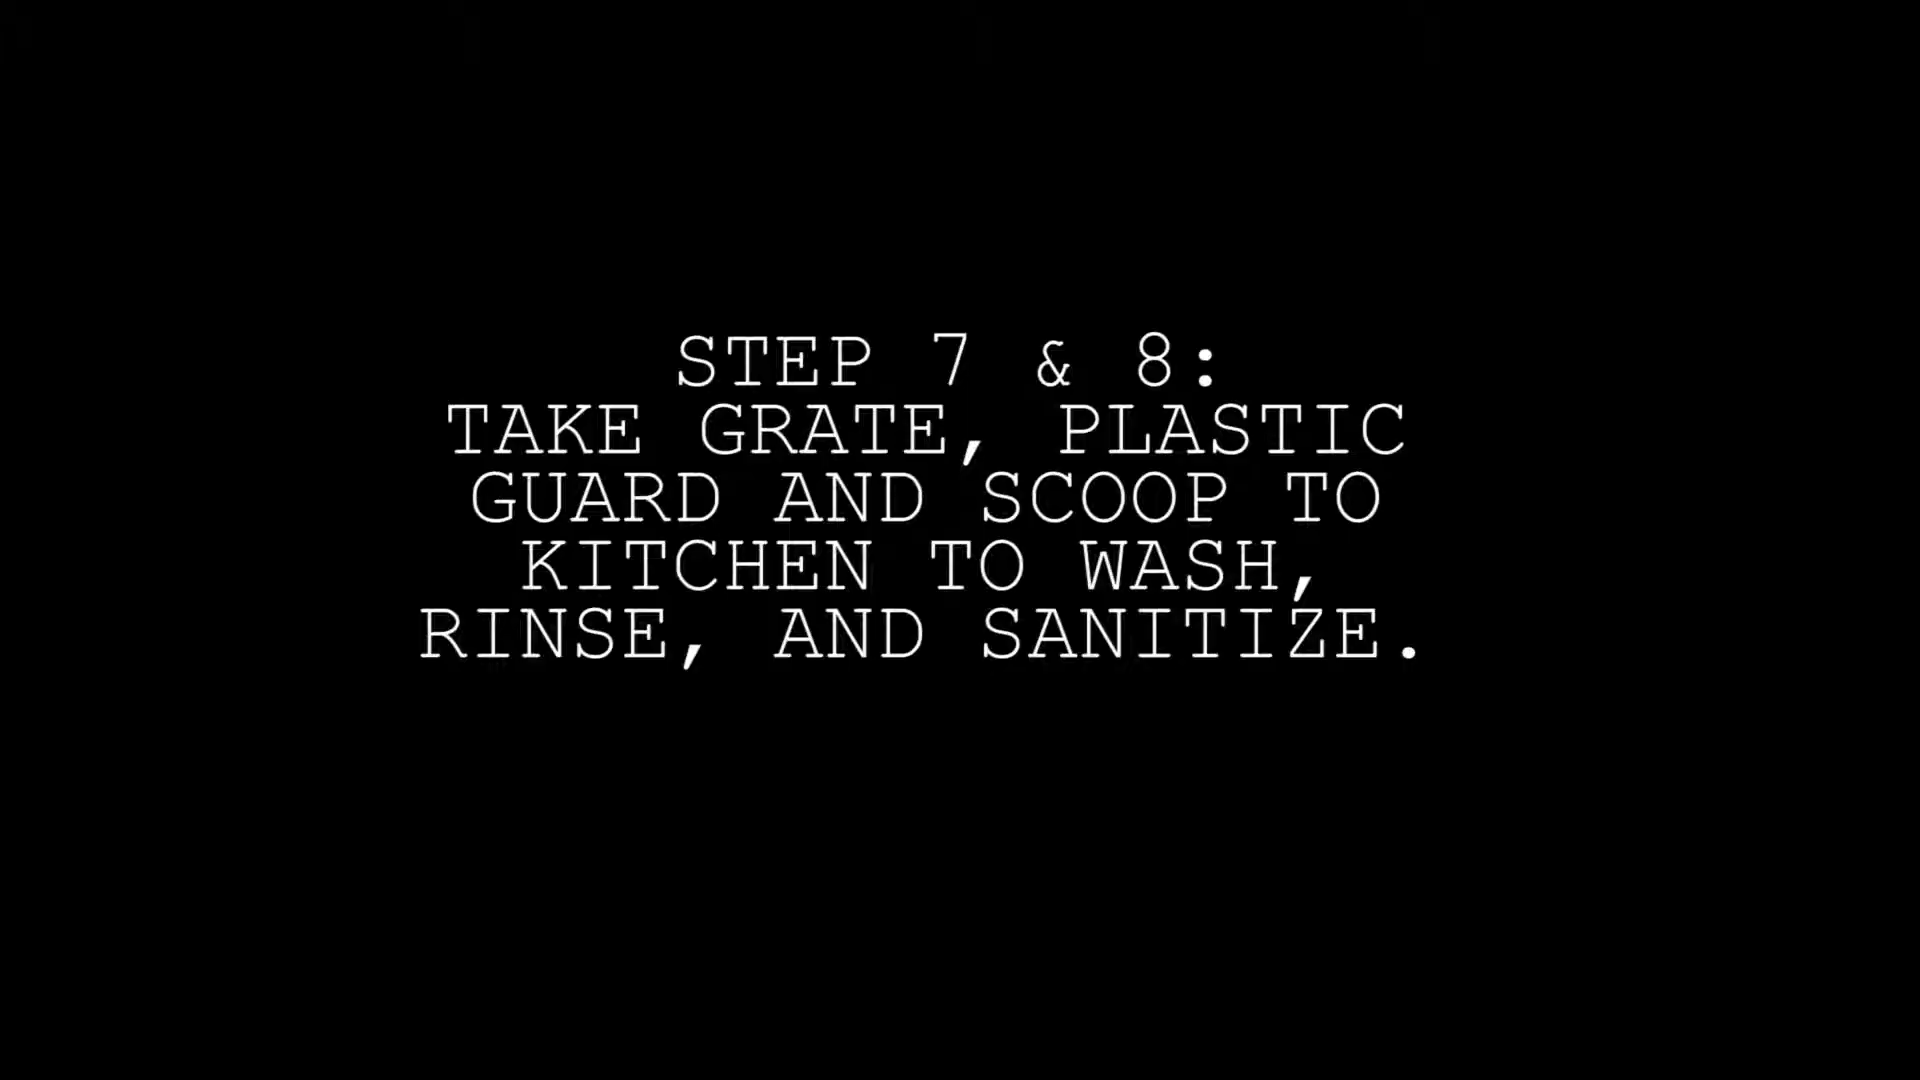 STEP 7 & 8:
TAKE GRATE, PLASTIC
GUARD AND SCOOP TO
KITCHEN TO WASH,
RINSE, AND SANITIZE.